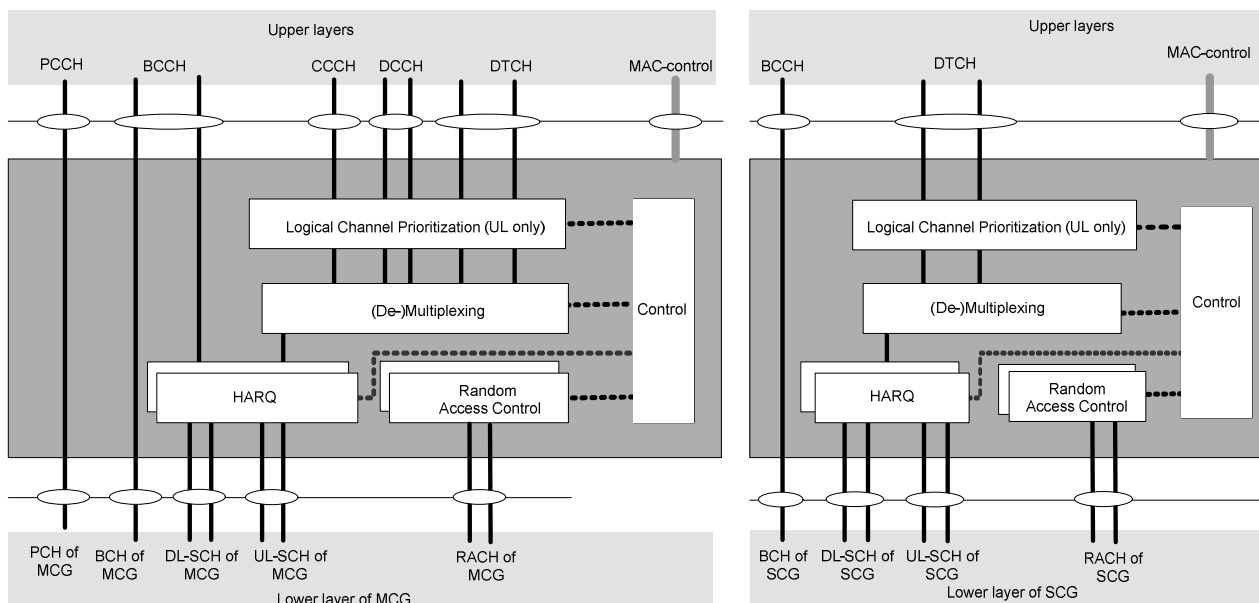 Upper layers
PCCH
BCCH
CCCH
DCCH
DTCH
MAC-control
Logical Channel Prioritization (UL only)
(De-)Multiplexing
Control
HARQ
Random
Access Control
PCH of
MCG
BCH of
MCG
DL-SCH of
MCG
UL-SCH of
MCG
RACH of
MCG
Lower layer of MCG
Upper layers
BCCH
DTCH
MAC-control
Logical Channel Prioritization (UL only)
(De-)Multiplexing
Control
HARQ
Random
Access Control
BCH of
SCG
DL-SCH of
SCG
UL-SCH of
SCG
RACH of
SCG
Lower layer of SCG